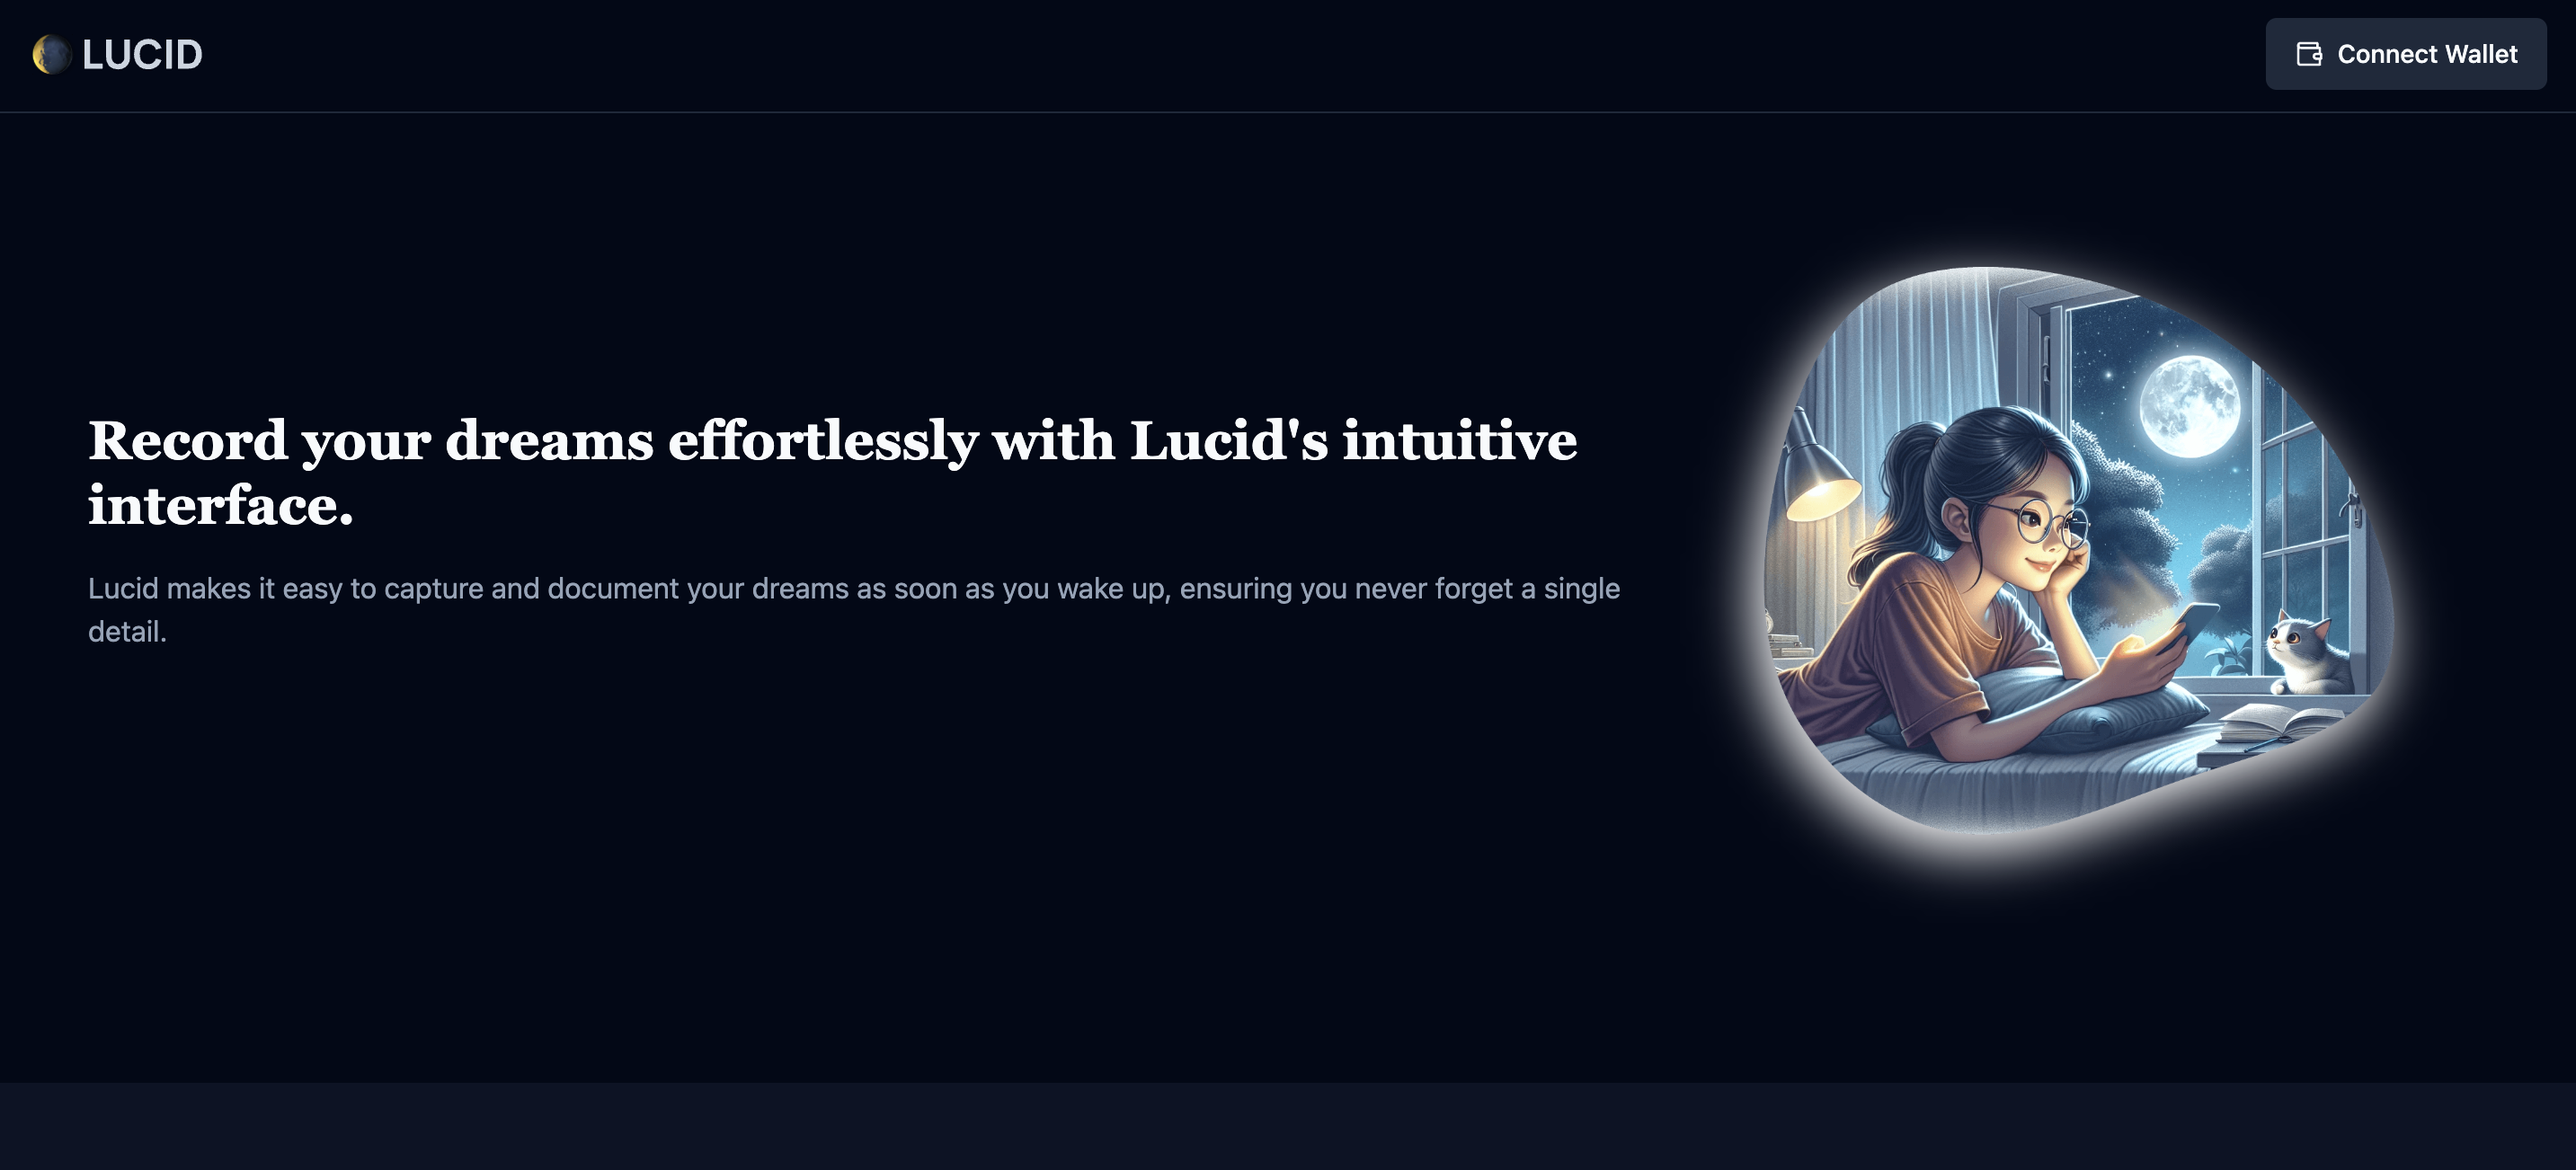 LUCID
Connect Wallet
Record your dreams effortlessly with Lucid's intuitive
interface.
Lucid makes it easy to capture and document your dreams as soon as you wake up, ensuring you never forget a single
detail.